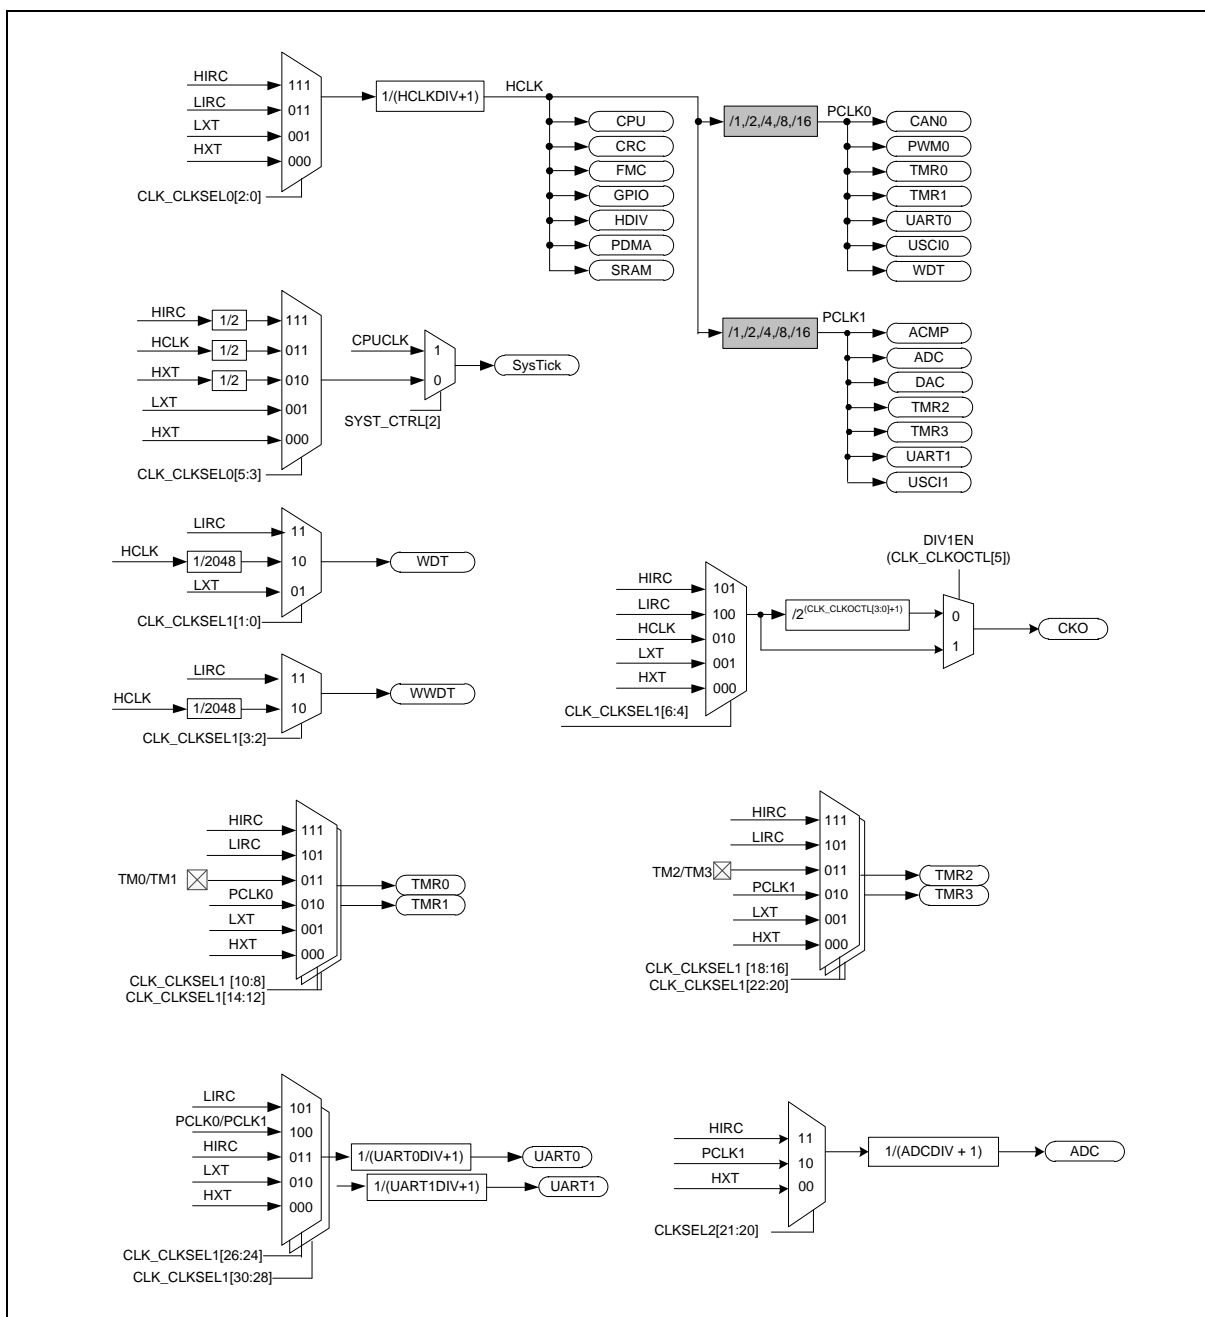 HIRC
LIRC
LXT
HXT
111
011
001
000
CLK_CLKSEL0[2:0]
1/(HCLKDIV+1)
HCLK
CPU
CRC
FMC
GPIO
HDIV
PDMA
SRAM
/1,/2,/4,/8,/16
PCLK0
CAN0
PWM0
TMR0
TMR1
UART0
USCI0
WDT
/1,/2,/4,/8,/16
PCLK1
ACMP
ADC
DAC
TMR2
TMR3
UART1
USCI1
HIRC
1/2
HCLK
1/2
HXT
1/2
LXT
HXT
111
011
010
001
000
CLK_CLKSEL0[5:3]
CPUCLK
1
0
SYST_CTRL[2]
SysTick
LIRC
HCLK
1/2048
LXT
11
10
01
CLK_CLKSEL1[1:0]
WDT
LIRC
HCLK
1/2048
11
10
CLK_CLKSEL1[3:2]
WWDT
HIRC
LIRC
HCLK
LXT
HXT
101
100
010
001
000
CLK_CLKSEL1[6:4]
/2(CLK_CLKOCTL[3:0]+1)
DIV1EN
(CLK_CLKOCTL[5])
0
1
CKO
HIRC
LIRC
TM0/TM1
PCLK0
LXT
HXT
111
101
011
010
001
000
CLK_CLKSEL1 [10:8]
CLK_CLKSEL1[14:12]
TMR0
TMR1
HIRC
LIRC
TM2/TM3
PCLK1
LXT
HXT
111
101
011
010
001
000
CLK_CLKSEL1 [18:16]
CLK_CLKSEL1[22:20]
TMR2
TMR3
LIRC
PCLK0/PCLK1
HIRC
LXT
HXT
101
100
011
010
000
CLK_CLKSEL1[26:24]
CLK_CLKSEL1[30:28]
1/(UART0DIV+1)
UART0
1/(UART1DIV+1)
UART1
HIRC
PCLK1
HXT
11
10
00
CLKSEL2[21:20]
1/(ADCDIV + 1)
ADC